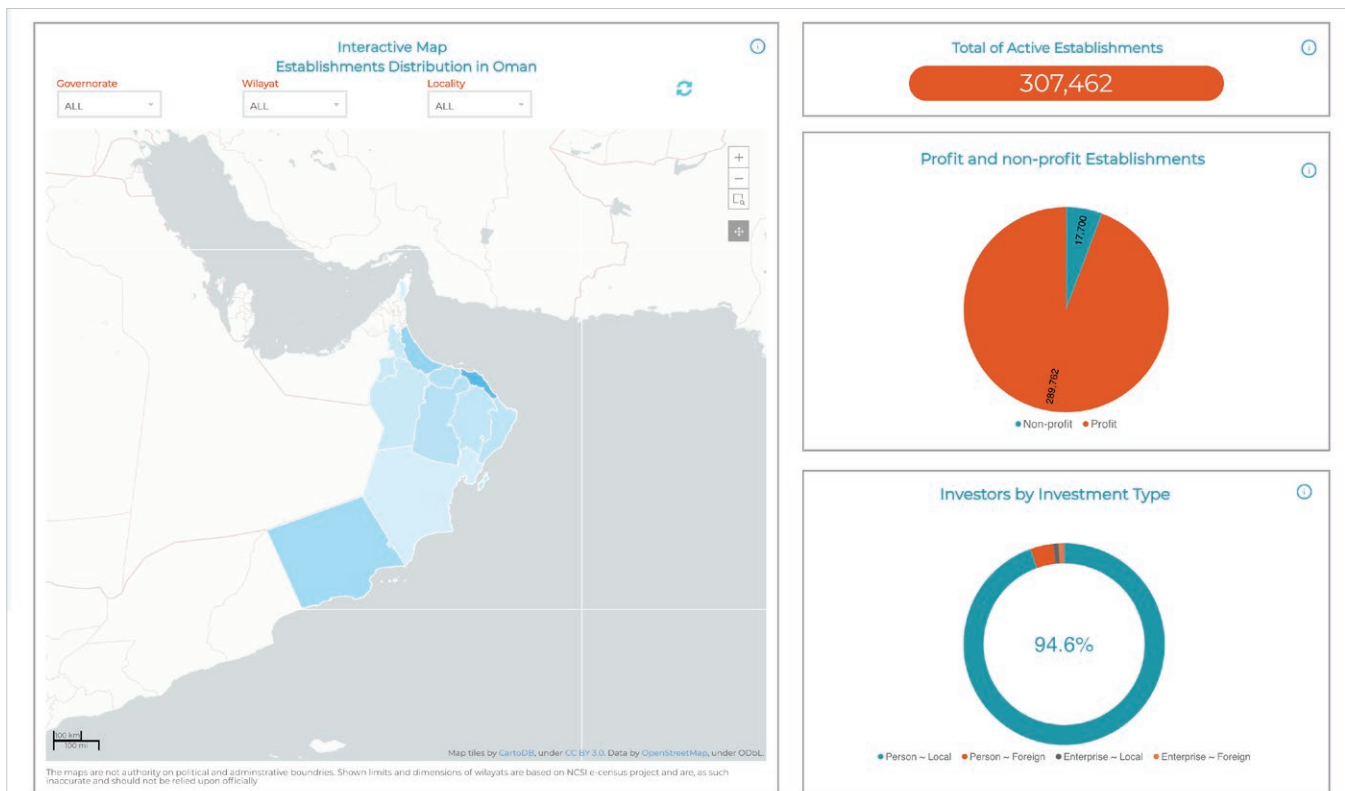 Interactive Map
Establishments Distribution in Oman
Governorate
Wilayat
Locality
ALL
ALL
ALL
100 km
100 mi
Map tiles by CartoDB, under CC BY 3.0. Data by OpenStreetMap, under ODbL.
The maps are not authority on political and adminstrative boundries. Shown limits and dimensions of wilayats are based on NCSI e-census project and are, as such
inaccurate and should not be relied upon officially
Total of Active Establishments
307,462
Profit and non-profit Establishments
17,700
289,762
Non-profit
Profit
Investors by Investment Type
94.6%
Person ~ Local
Person ~ Foreign
Enterprise ~ Local
Enterprise ~ Foreign